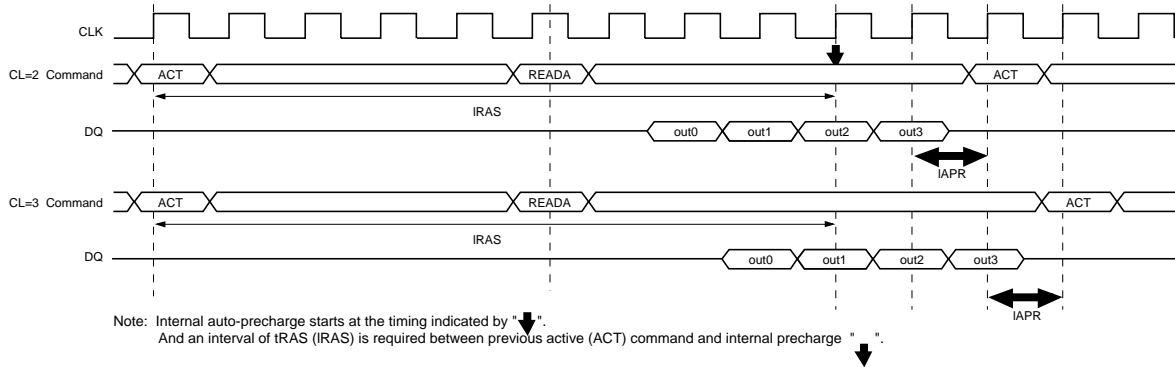 CLK
CL=2 Command
ACT
READA
ACT
lRAS
DQ
out0
out1
out2
out3
lAPR
CL=3 Command
ACT
READA
ACT
lRAS
DQ
out0
out1
out2
out3
lAPR
Note: Internal auto-precharge starts at the timing indicated by " ".
And an interval of tRAS (lRAS) is required between previous active (ACT) command and internal precharge " ".